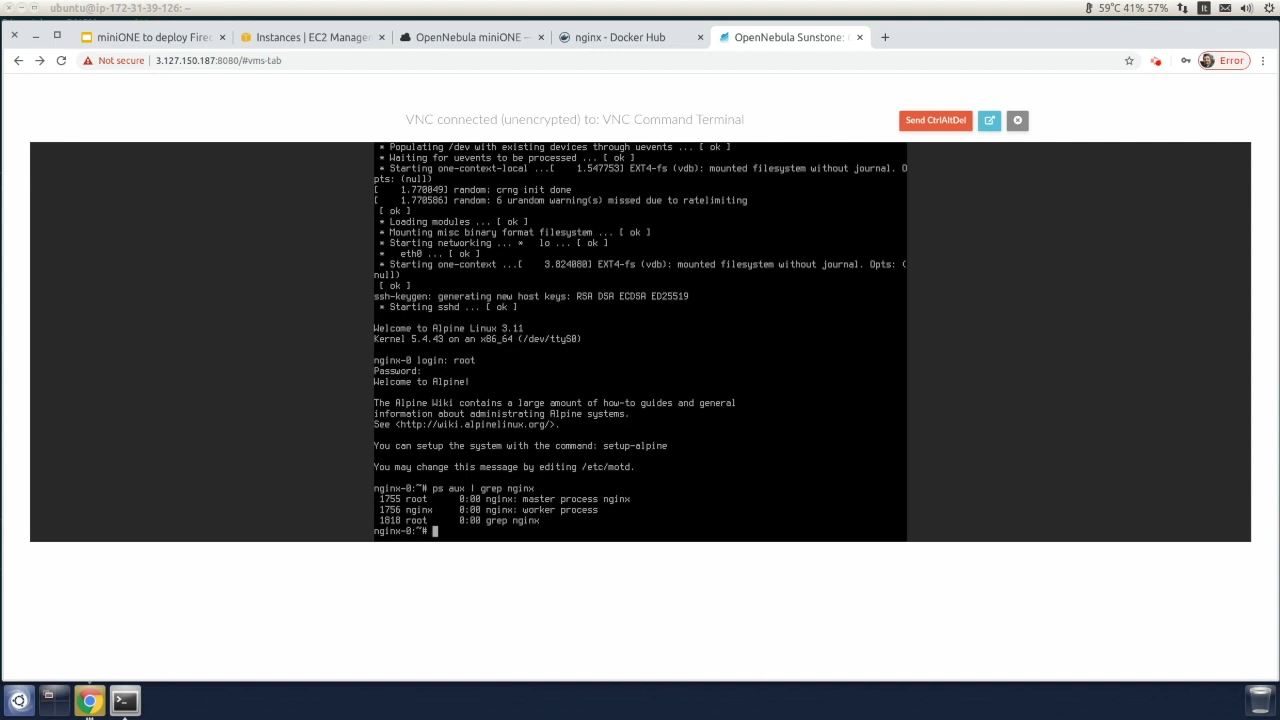 ubuntu@ip-172-31-39-126: ~
59°C 41% 57%
It
miniONE to deploy Firec
Instances | EC2 Manager
OpenNebula miniONE —
nginx - Docker Hub
OpenNebula Sunstone: C
Not secure
3.127.150.187:8080/#vms-tab
Error
VNC connected (unencrypted) to: VNC Command Terminal
Send CtrlAltDel
* Populating /dev with existing devices through uevents ... [ ok ]
* Waiting for uevents to be processed ... [ ok ]
* Starting one-context-local ...[    1.547753] EXT4-fs (vdb): mounted filesystem without journal. O
pts: (null)
[    1.770049] random: crng init done
[    1.770586] random: 6 urandom warning(s) missed due to ratelimiting
[ ok ]
* Loading modules ... [ ok ]
* Mounting misc binary format filesystem ... [ ok ]
* Starting networking ... *   lo ... [ ok ]
*   eth0 ... [ ok ]
* Starting one-context ...[    3.824080] EXT4-fs (vdb): mounted filesystem without journal. Opts: (
null)
[ ok ]
ssh-keygen: generating new host keys: RSA DSA ECDSA ED25519
* Starting sshd ... [ ok ]
Welcome to Alpine Linux 3.11
Kernel 5.4.43 on an x86_64 (/dev/ttyS0)
nginx-0 login: root
Password:
Welcome to Alpine!
The Alpine Wiki contains a large amount of how-to guides and general
information about administrating Alpine systems.
See <http://wiki.alpinelinux.org/>.
You can setup the system with the command: setup-alpine
You may change this message by editing /etc/motd.
nginx-0:~# ps aux | grep nginx
1755 root      0:00 nginx: master process nginx
1756 nginx     0:00 nginx: worker process
1818 root      0:00 grep nginx
nginx-0:~#